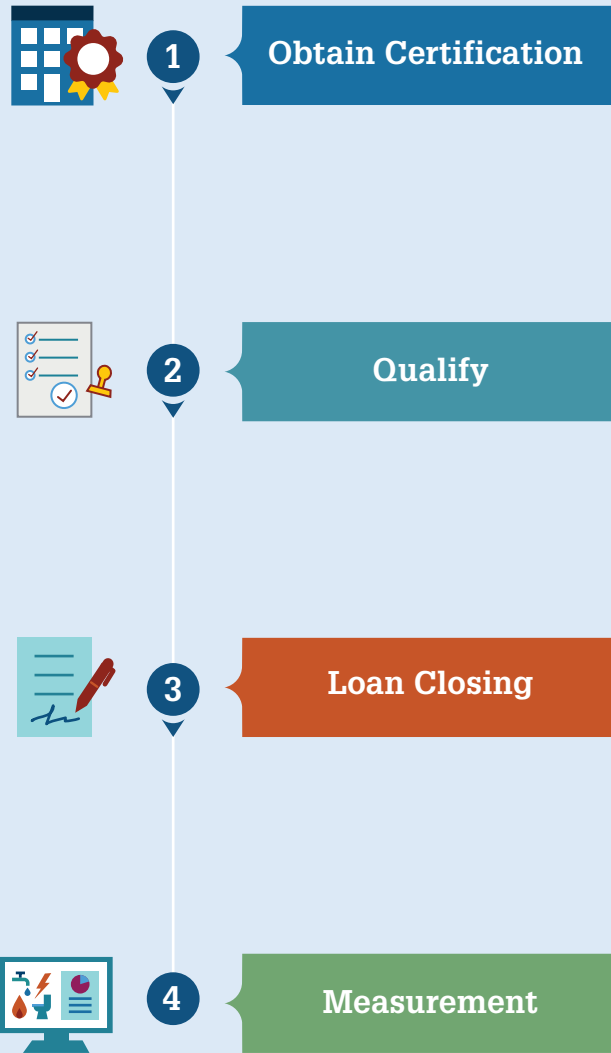 1
Obtain Certification
2
Qualify
3
Loan Closing
4
Measurement